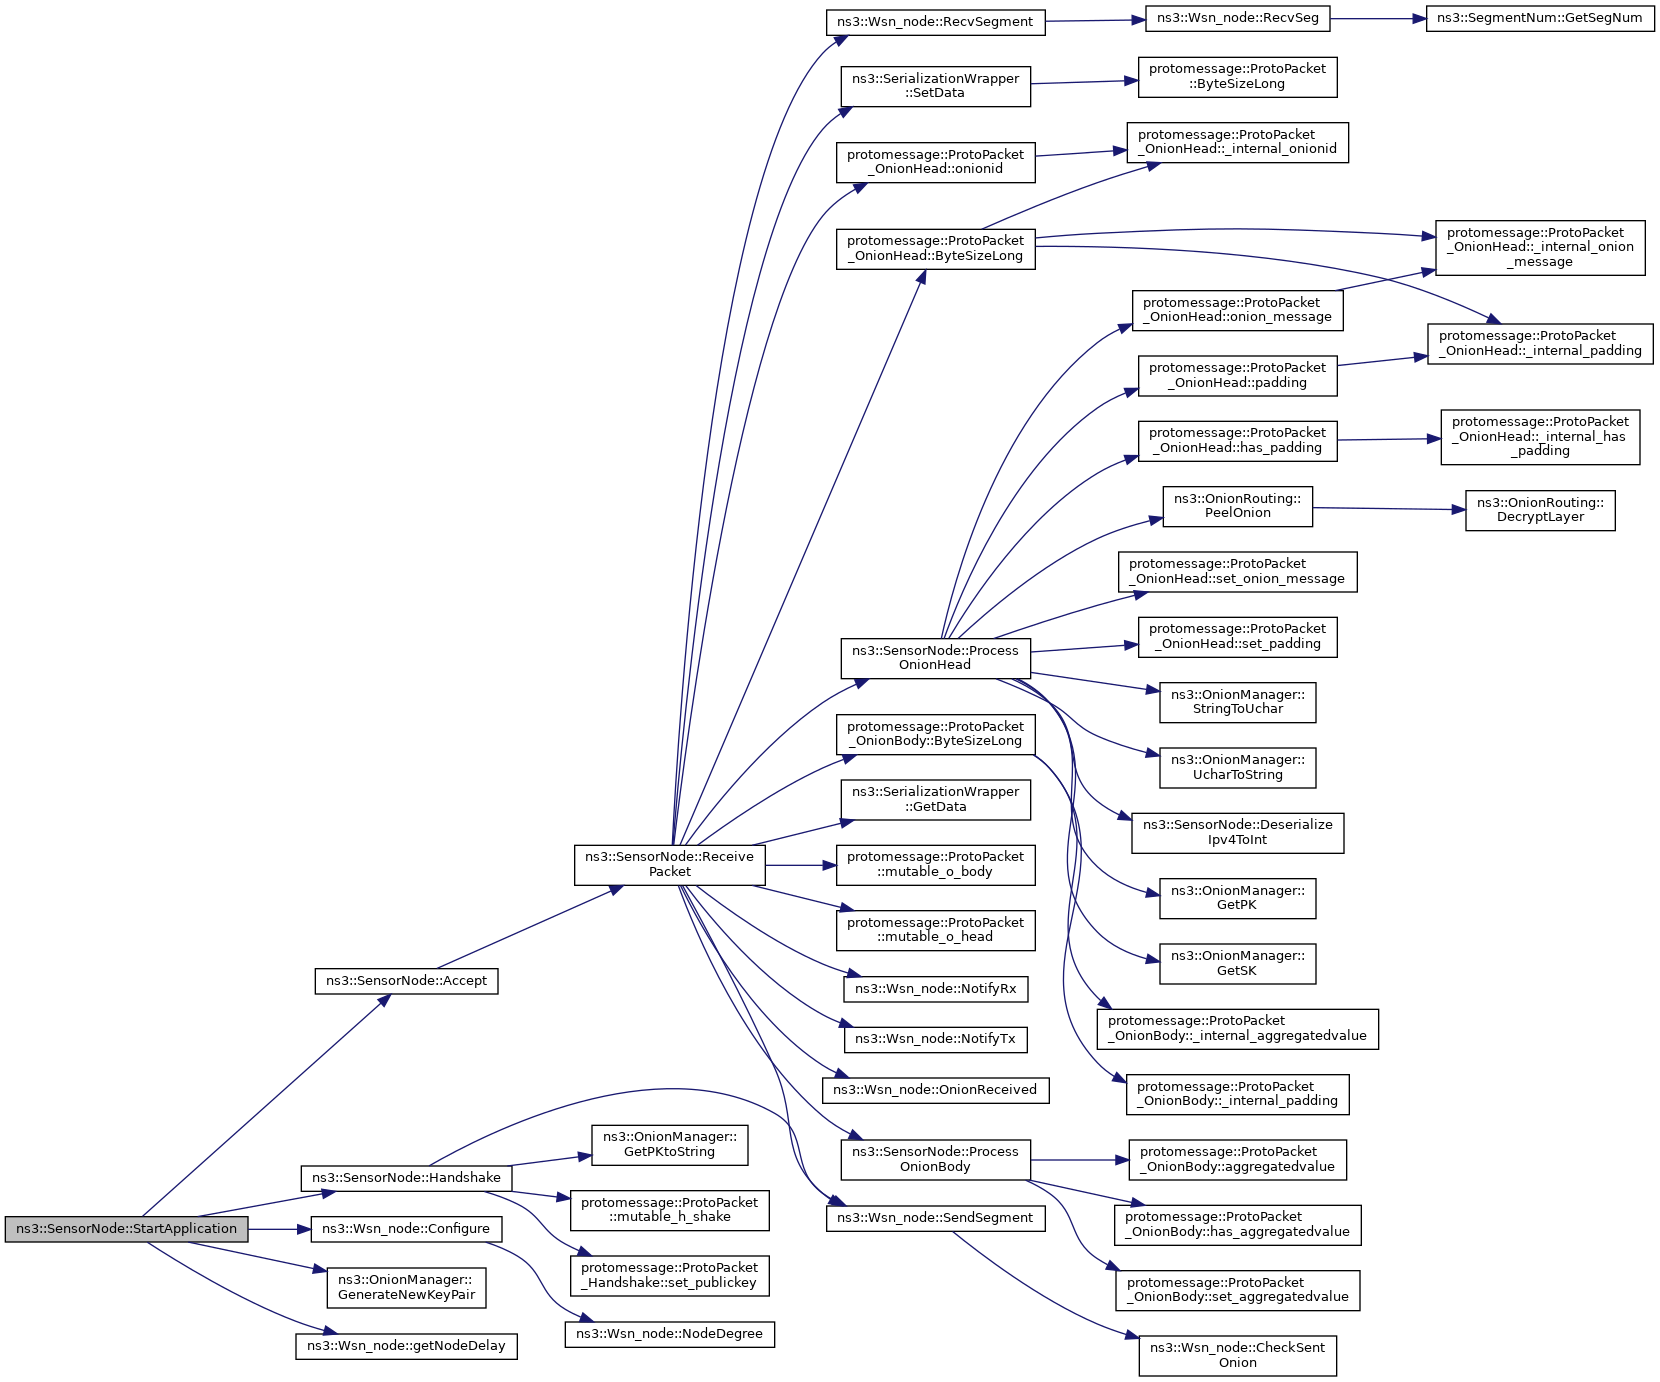 ns3::Wsn_node::RecvSegment
ns3::Wsn_node::RecvSeg
ns3::SegmentNum::GetSegNum
ns3::SerializationWrapper
::SetData
protomessage::ProtoPacket
::ByteSizeLong
protomessage::ProtoPacket
_OnionHead::onionid
protomessage::ProtoPacket
_OnionHead::_internal_onionid
protomessage::ProtoPacket
_OnionHead::ByteSizeLong
protomessage::ProtoPacket
_OnionHead::_internal_onion
_message
protomessage::ProtoPacket
_OnionHead::onion_message
protomessage::ProtoPacket
_OnionHead::_internal_padding
protomessage::ProtoPacket
_OnionHead::padding
protomessage::ProtoPacket
_OnionHead::has_padding
protomessage::ProtoPacket
_OnionHead::_internal_has
_padding
ns3::OnionRouting::
PeelOnion
ns3::OnionRouting::
DecryptLayer
protomessage::ProtoPacket
_OnionHead::set_onion_message
ns3::SensorNode::Process
OnionHead
protomessage::ProtoPacket
_OnionHead::set_padding
ns3::OnionManager::
StringToUchar
protomessage::ProtoPacket
_OnionBody::ByteSizeLong
ns3::OnionManager::
UcharToString
ns3::SerializationWrapper
::GetData
ns3::SensorNode::Deserialize
Ipv4ToInt
ns3::SensorNode::Receive
Packet
protomessage::ProtoPacket
::mutable_o_body
ns3::OnionManager::
GetPK
protomessage::ProtoPacket
::mutable_o_head
ns3::OnionManager::
GetSK
ns3::SensorNode::Accept
ns3::Wsn_node::NotifyRx
protomessage::ProtoPacket
_OnionBody::_internal_aggregatedvalue
ns3::Wsn_node::NotifyTx
ns3::Wsn_node::OnionReceived
protomessage::ProtoPacket
_OnionBody::_internal_padding
ns3::OnionManager::
GetPKtoString
ns3::SensorNode::Process
OnionBody
protomessage::ProtoPacket
_OnionBody::aggregatedvalue
ns3::SensorNode::Handshake
protomessage::ProtoPacket
::mutable_h_shake
ns3::Wsn_node::SendSegment
protomessage::ProtoPacket
_OnionBody::has_aggregatedvalue
ns3::SensorNode::StartApplication
ns3::Wsn_node::Configure
protomessage::ProtoPacket
_Handshake::set_publickey
protomessage::ProtoPacket
_OnionBody::set_aggregatedvalue
ns3::OnionManager::
GenerateNewKeyPair
ns3::Wsn_node::NodeDegree
ns3::Wsn_node::getNodeDelay
ns3::Wsn_node::CheckSent
Onion